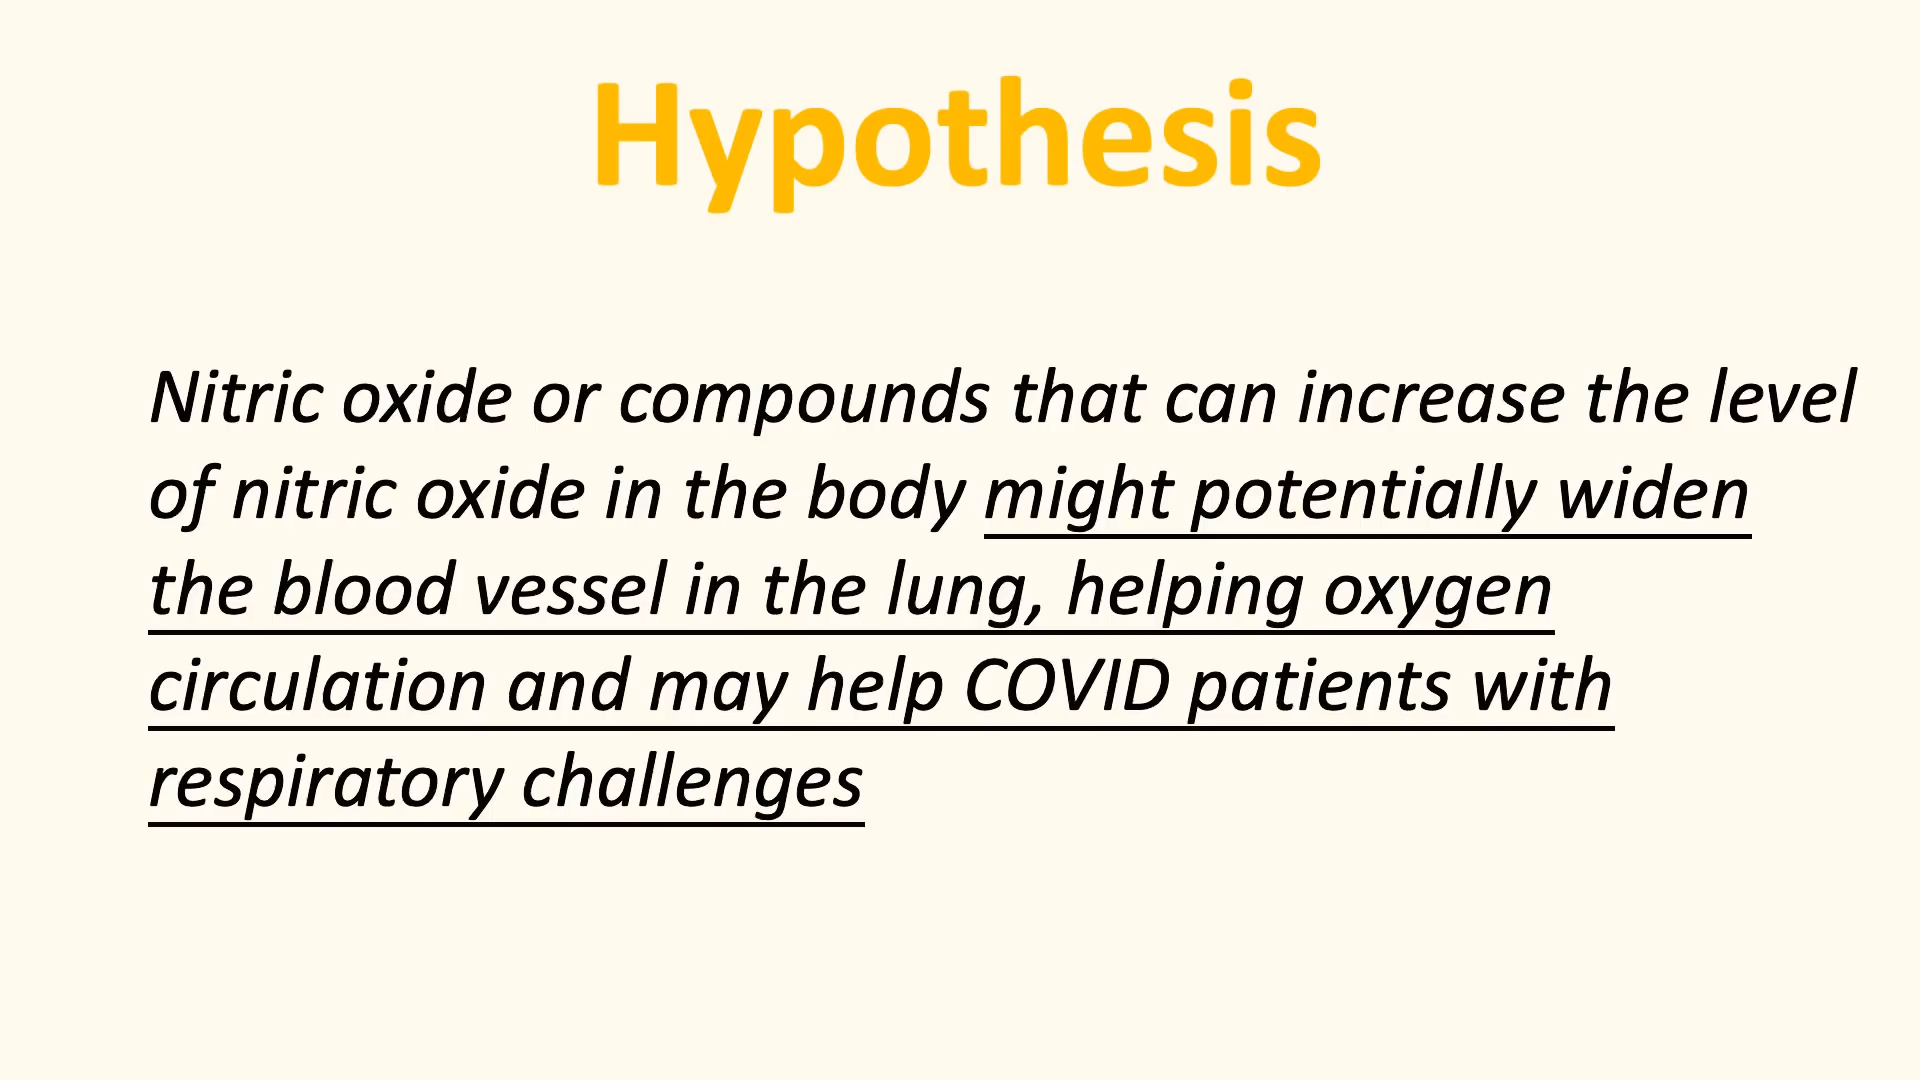 Hypothesis
Nitric oxide or compounds that can increase the level
of nitric oxide in the body might potentially widen
the blood vessel in the lung, helping oxygen
circulation and may help COVID patients with
respiratory challenges